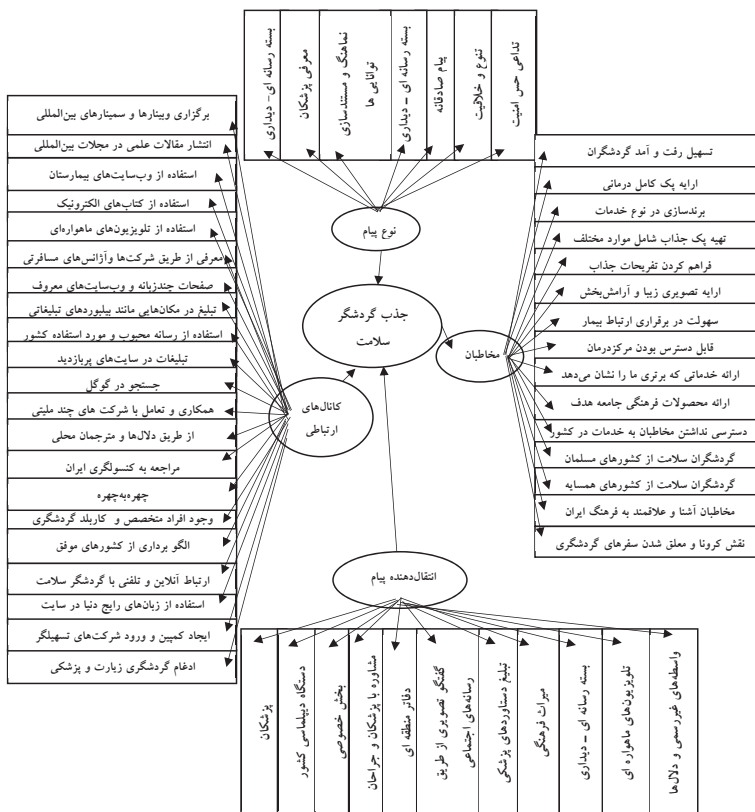 تداعی حس امنیت
تنوع و خلاقیت
پیام صادقانه
بسته رسانه ای – دیداری
نماهنگ و مستندسازی
توانایی ها
معرفی پزشکان
بسته رسانه ای- دیداری
نوع پیام
جذب گردشگر
سلامت
مخاطبان
کانال‌های
ارتباطی
انتقال‌دهنده پیام
تسهیل رفت و آمد گردشگران
ارایه پک کامل درمانی
برندسازی در نوع خدمات
تهیه پک جذاب شامل موارد مختلف
فراهم کردن تفریحات جذاب
ارایه تصویری زیبا و آرامش‌بخش
سهولت در برقراری ارتباط بیمار
قابل دسترس بودن مرکزدرمان
ارائه خدماتی که برتری ما را نشان می‌دهد
ارائه محصولات فرهنگی جامعه هدف
دسترسی نداشتن مخاطبان به خدمات در کشور
گردشگران سلامت از کشورهای مسلمان
گردشگران سلامت از کشورهای همسایه
مخاطبان آشنا و علاقمند به فرهنگ ایران
نقش کرونا و معلق شدن سفرهای گردشگری
برگزاری وبینارها و سمینارهای بین‌المللی
انتشار مقالات علمی در مجلات بین‌المللی
استفاده از وب‌سایت‌های بیمارستان
استفاده از کتاب‌های الکترونیک
استفاده از تلویزیون‌های ماهواره‌ای
معرفی از طریق شرکت‌ها وآژانس‌های مسافرتی
صفحات چندزبانه و وب‌سایت‌های معروف
تبلیغ در مکان‌هایی مانند بیلبوردهای تبلیغاتی
استفاده از رسانه محبوب و مورد استفاده کشور
تبلیغات در سایت‌های پربازدید
جستجو در گوگل
همکاری و تعامل با شرکت های چند ملیتی
از طریق دلال‌ها و مترجمان محلی
مراجعه به کنسولگری ایران
چهره‌به‌چهره
وجود افراد متخصص و کاربلد گردشگری
الگو برداری از کشورهای موفق
ارتباط آنلاین و تلفنی با گردشگر سلامت
استفاده از زبان‌های رایج دنیا در سایت
ایجاد کمپین و ورود شرکت‌های تسهیلگر
ادغام گردشگری زیارت و پزشکی
واسطه‌های غیررسمی و دلال‌ها
تلویزیون‌های ماهواره ای
بسته رسانه ای – دیداری
میراث فرهنگی
تبلیغ دستاوردهای پزشکی
گفتگو تصویری از طریق
رسانه‌های اجتماعی
دفاتر منطقه ای
مشاوره با پزشکان و جراحان
بخش خصوصی
دستگاه دیپلماسی کشور
پزشکان